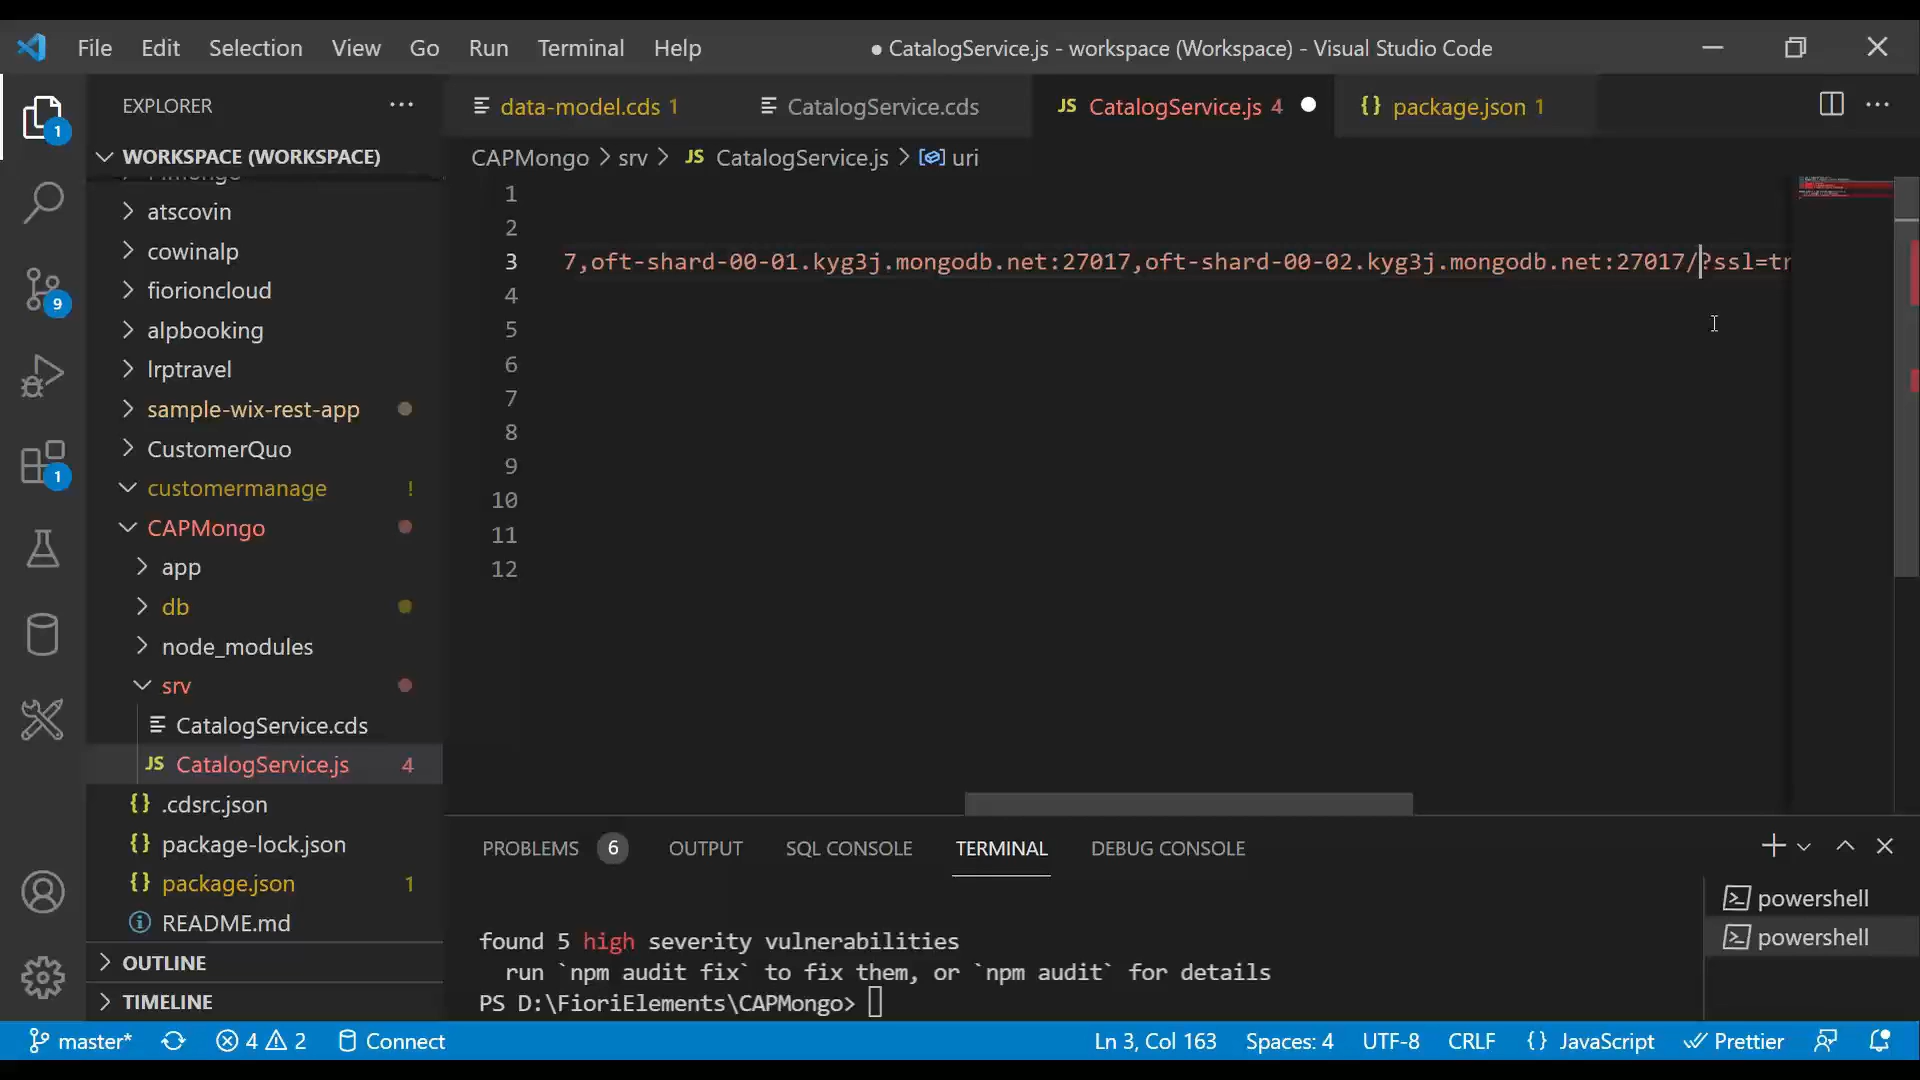 File Edit Selection View Go Run Terminal Help
● CatalogService.js - workspace (Workspace) - Visual Studio Code
EXPLORER
data-model.cds 1
CatalogService.cds
JS CatalogService.js 4
{} package.json 1
CAPMongo > srv > JS CatalogService.js > uri
WORKSPACE (WORKSPACE)
atscovin
cowinalp
fiorioncloud
alpbooking
lrptravel
sample-wix-rest-app
CustomerQuo
customermanage !
CAPMongo
app
db
node_modules
srv
CatalogService.cds
JS CatalogService.js 4
{} .cdsrc.json
{} package-lock.json
{} package.json 1
README.md
OUTLINE
TIMELINE
1
9
1
1
2
3 7,oft-shard-00-01.kyg3j.mongodb.net:27017,oft-shard-00-02.kyg3j.mongodb.net:27017/?ssl=tr
4
5
6
7
8
9
10
11
12
PROBLEMS 6 OUTPUT SQL CONSOLE TERMINAL DEBUG CONSOLE
found 5 high severity vulnerabilities
run `npm audit fix` to fix them, or `npm audit` for details
PS D:\FioriElements\CAPMongo>
powershell
powershell
master* 4 2 Connect
Ln 3, Col 163 Spaces: 4 UTF-8 CRLF {} JavaScript Prettier